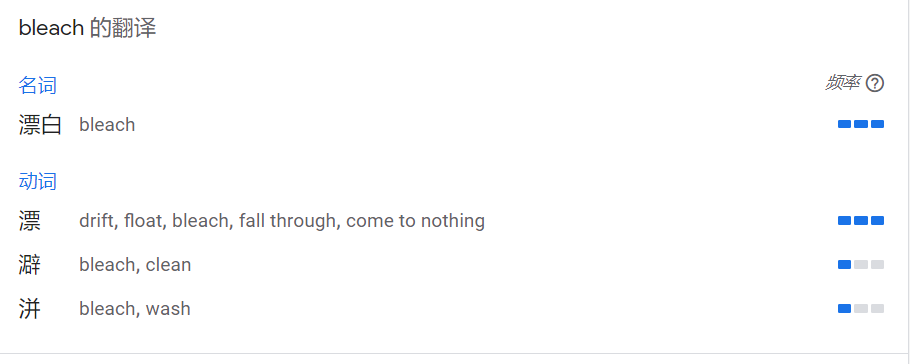 bleach 的翻译
名词 频率
漂白 bleach
动词
漂 drift, float, bleach, fall through, come to nothing
澼 bleach, clean
洴 bleach, wash